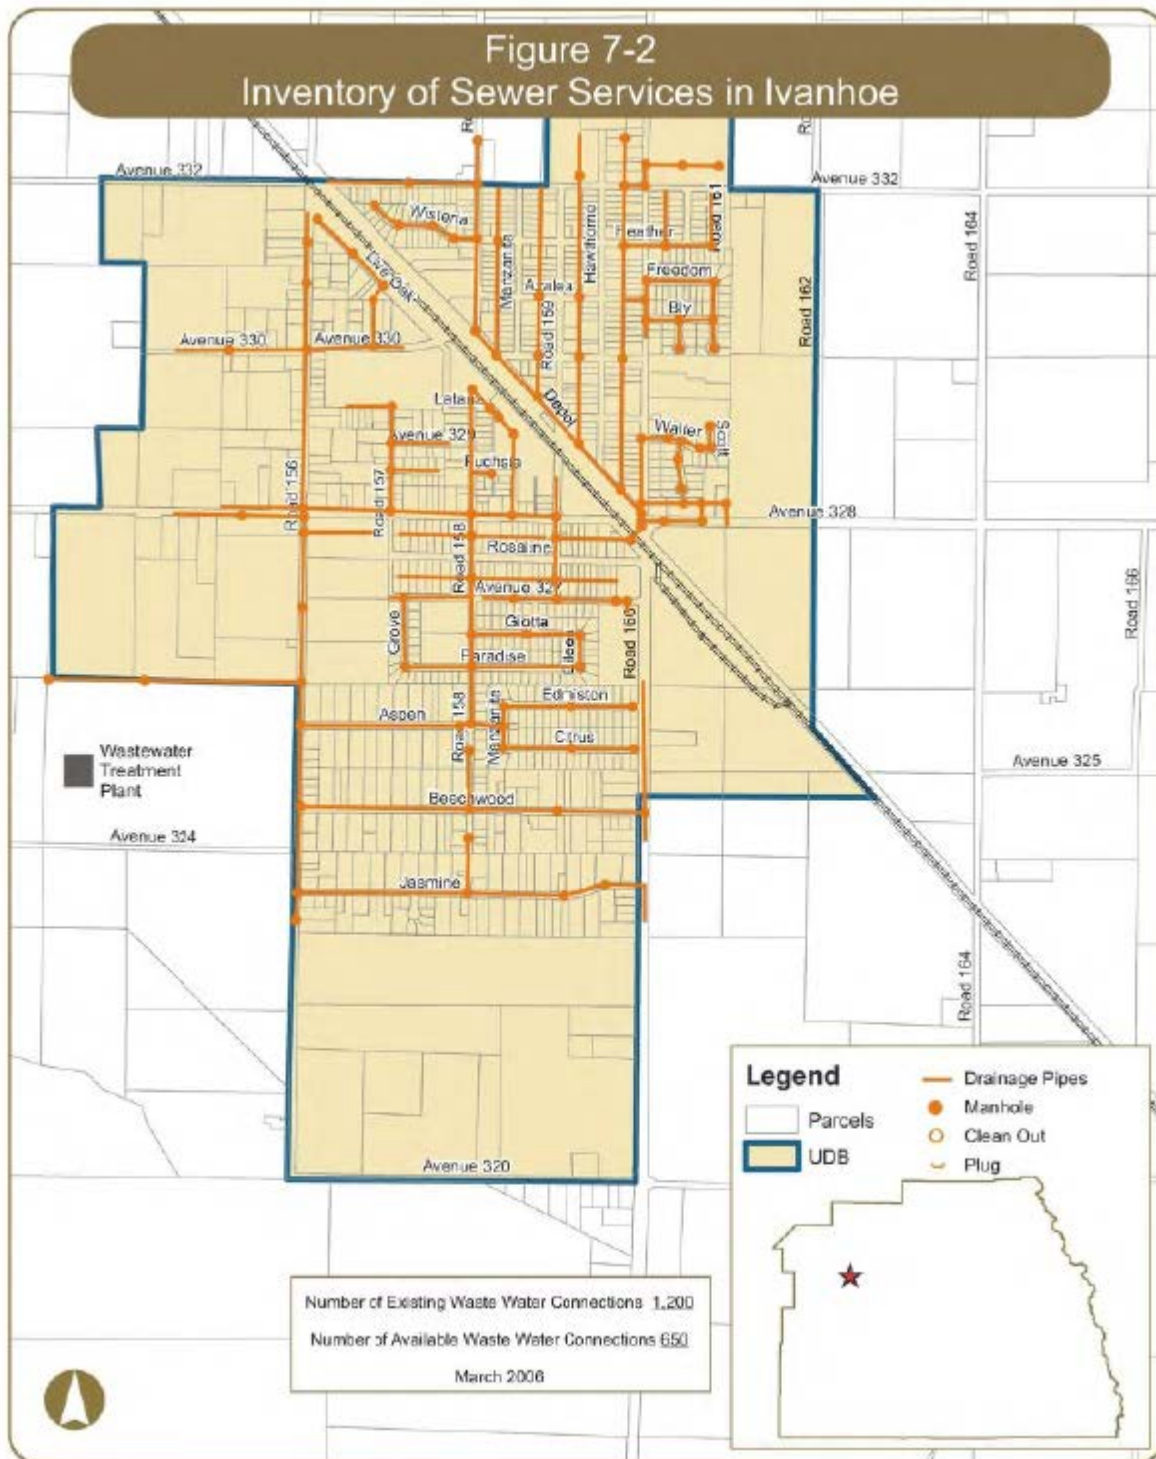 Figure 7-2
Inventory of Sewer Services in Ivanhoe
Avenue 332
Avenue 332
Wisteria
Manzanita
Hawthorne
Heather
Road 161
Road 164
Live Oak
Azalea
Road 159
Freedom
Bly
Road 162
Avenue 330
Avenue 330
Depot
Avenue 329
Walter
Scott
Fuchsia
Road 156
Road 157
Road 158
Avenue 328
Rosaline
Avenue 327
Road 166
Grove
Giotta
Paradise
Road 160
Edmiston
Aspen
Road 158
Manzanita
Citrus
Wastewater
Treatment
Plant
Avenue 325
Beechwood
Avenue 324
Jasmine
Road 164
Avenue 320
Legend
Parcels
UDB
Drainage Pipes
Manhole
Clean Out
Plug
Number of Existing Waste Water Connections 1,200
Number of Available Waste Water Connections 650
March 2006